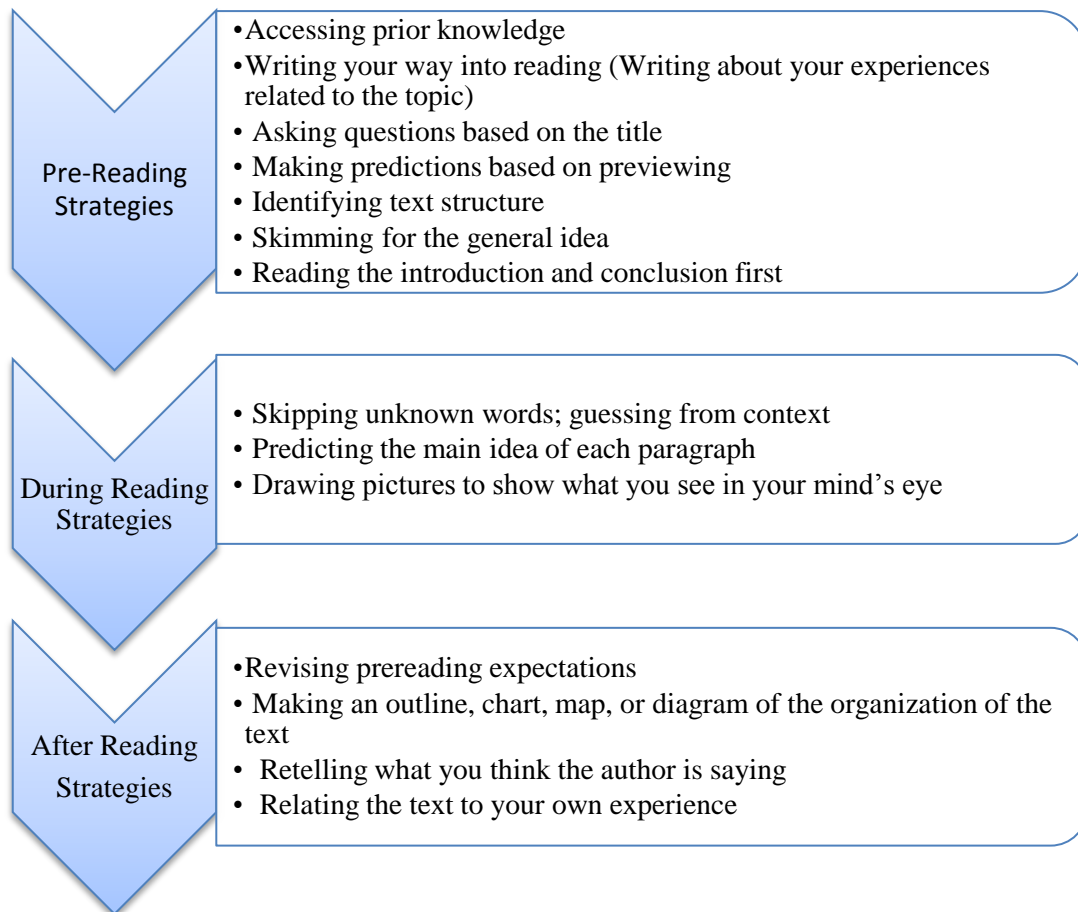 Pre-Reading
Strategies
•Accessing prior knowledge
•Writing your way into reading (Writing about your experiences
related to the topic)
• Asking questions based on the title
• Making predictions based on previewing
• Identifying text structure
• Skimming for the general idea
• Reading the introduction and conclusion first
During Reading
Strategies
• Skipping unknown words; guessing from context
• Predicting the main idea of each paragraph
• Drawing pictures to show what you see in your mind’s eye
After Reading
Strategies
•Revising prereading expectations
• Making an outline, chart, map, or diagram of the organization of the
text
• Retelling what you think the author is saying
• Relating the text to your own experience